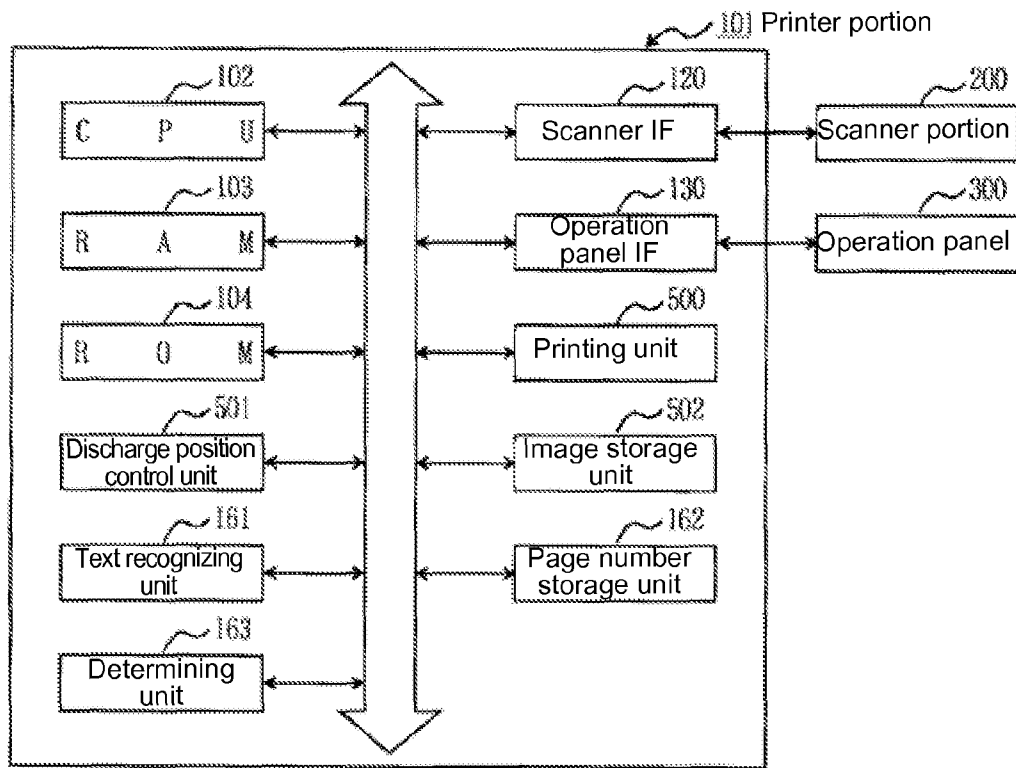 101 Printer portion
102
C P U
120
Scanner IF
200
Scanner portion
103
R A M
130
Operation
panel IF
300
Operation panel
104
R O M
500
Printing unit
501
Discharge position
control unit
502
Image storage
unit
161
Text recognizing
unit
162
Page number
storage unit
163
Determining
unit